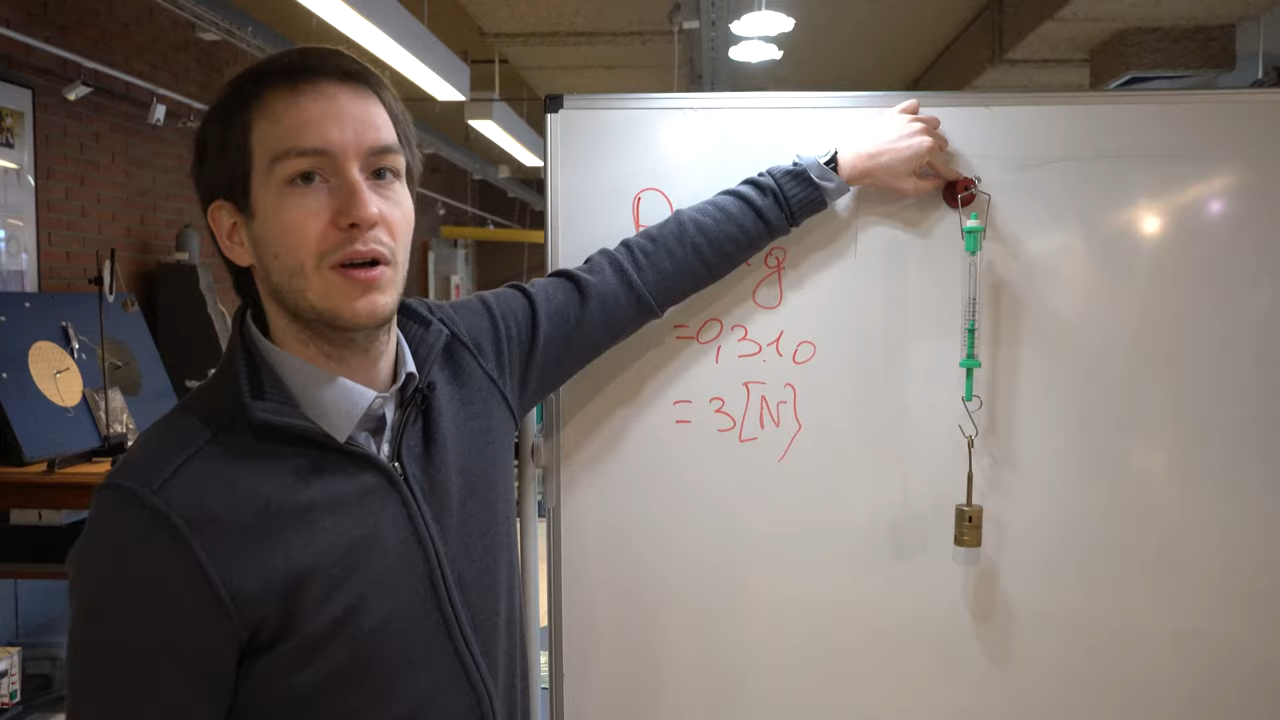 g
=0,3.10
= 3[N}